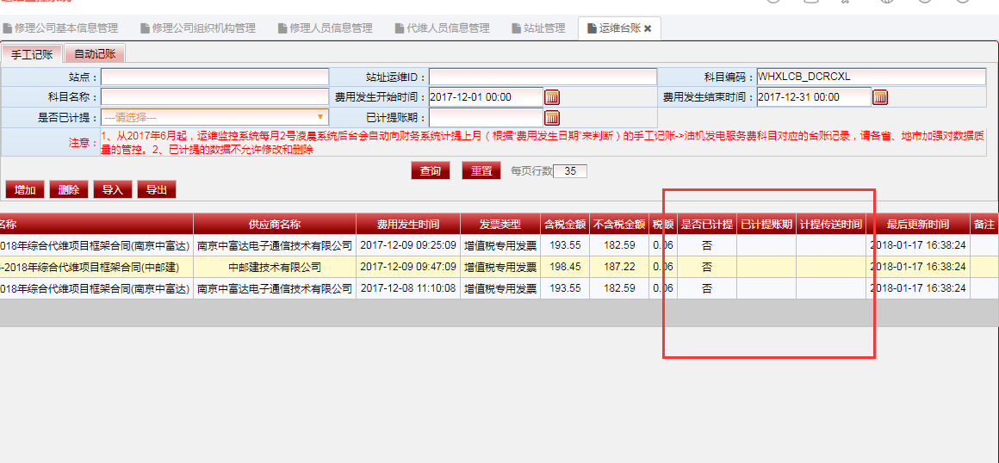 运维监控系统
修理公司基本信息管理 修理公司组织机构管理 修理人员信息管理 代维人员信息管理 站址管理 运维台账
手工记账 自动记账
站点： 站址运维ID： 科目编码： WHXLCB_DCRCXL
科目名称： 费用发生开始时间： 2017-12-01 00:00 费用发生结束时间： 2017-12-31 00:00
是否已计提： ---请选择--- 已计提账期：
注意： 1、从2017年6月起，运维监控系统每月2号凌晨系统后台会自动向财务系统计提上月（根据“费用发生日期”来判断）的手工记账->油机发电服务费科目对应的台账记录，请各省、地市加强对数据质
量的管控。2、已计提的数据不允许修改和删除
查询 重置 每页行数 35
增加 删除 导入 导出
名称 供应商名称 费用发生时间 发票类型 含税金额 不含税金额 税额 是否已计提 已计提账期 计提传送时间 最后更新时间 备注
018年综合代维项目框架合同(南京中富达) 南京中富达电子通信技术有限公司 2017-12-09 09:25:09 增值税专用发票 193.55 182.59 0.06 否 2018-01-17 16:38:24
-2018年综合代维项目框架合同(中邮建) 中邮建技术有限公司 2017-12-09 09:47:09 增值税专用发票 198.45 187.22 0.06 否 2018-01-17 16:38:24
018年综合代维项目框架合同(南京中富达) 南京中富达电子通信技术有限公司 2017-12-08 11:10:08 增值税专用发票 193.55 182.59 0.06 否 2018-01-17 16:38:24